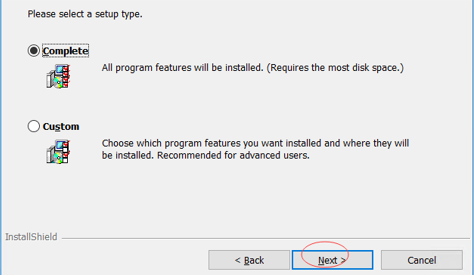 Please select a setup type.
Complete
All program features will be installed. (Requires the most disk space.)
Custom
Choose which program features you want installed and where they will
be installed. Recommended for advanced users.
InstallShield
< Back
Next >
Cancel